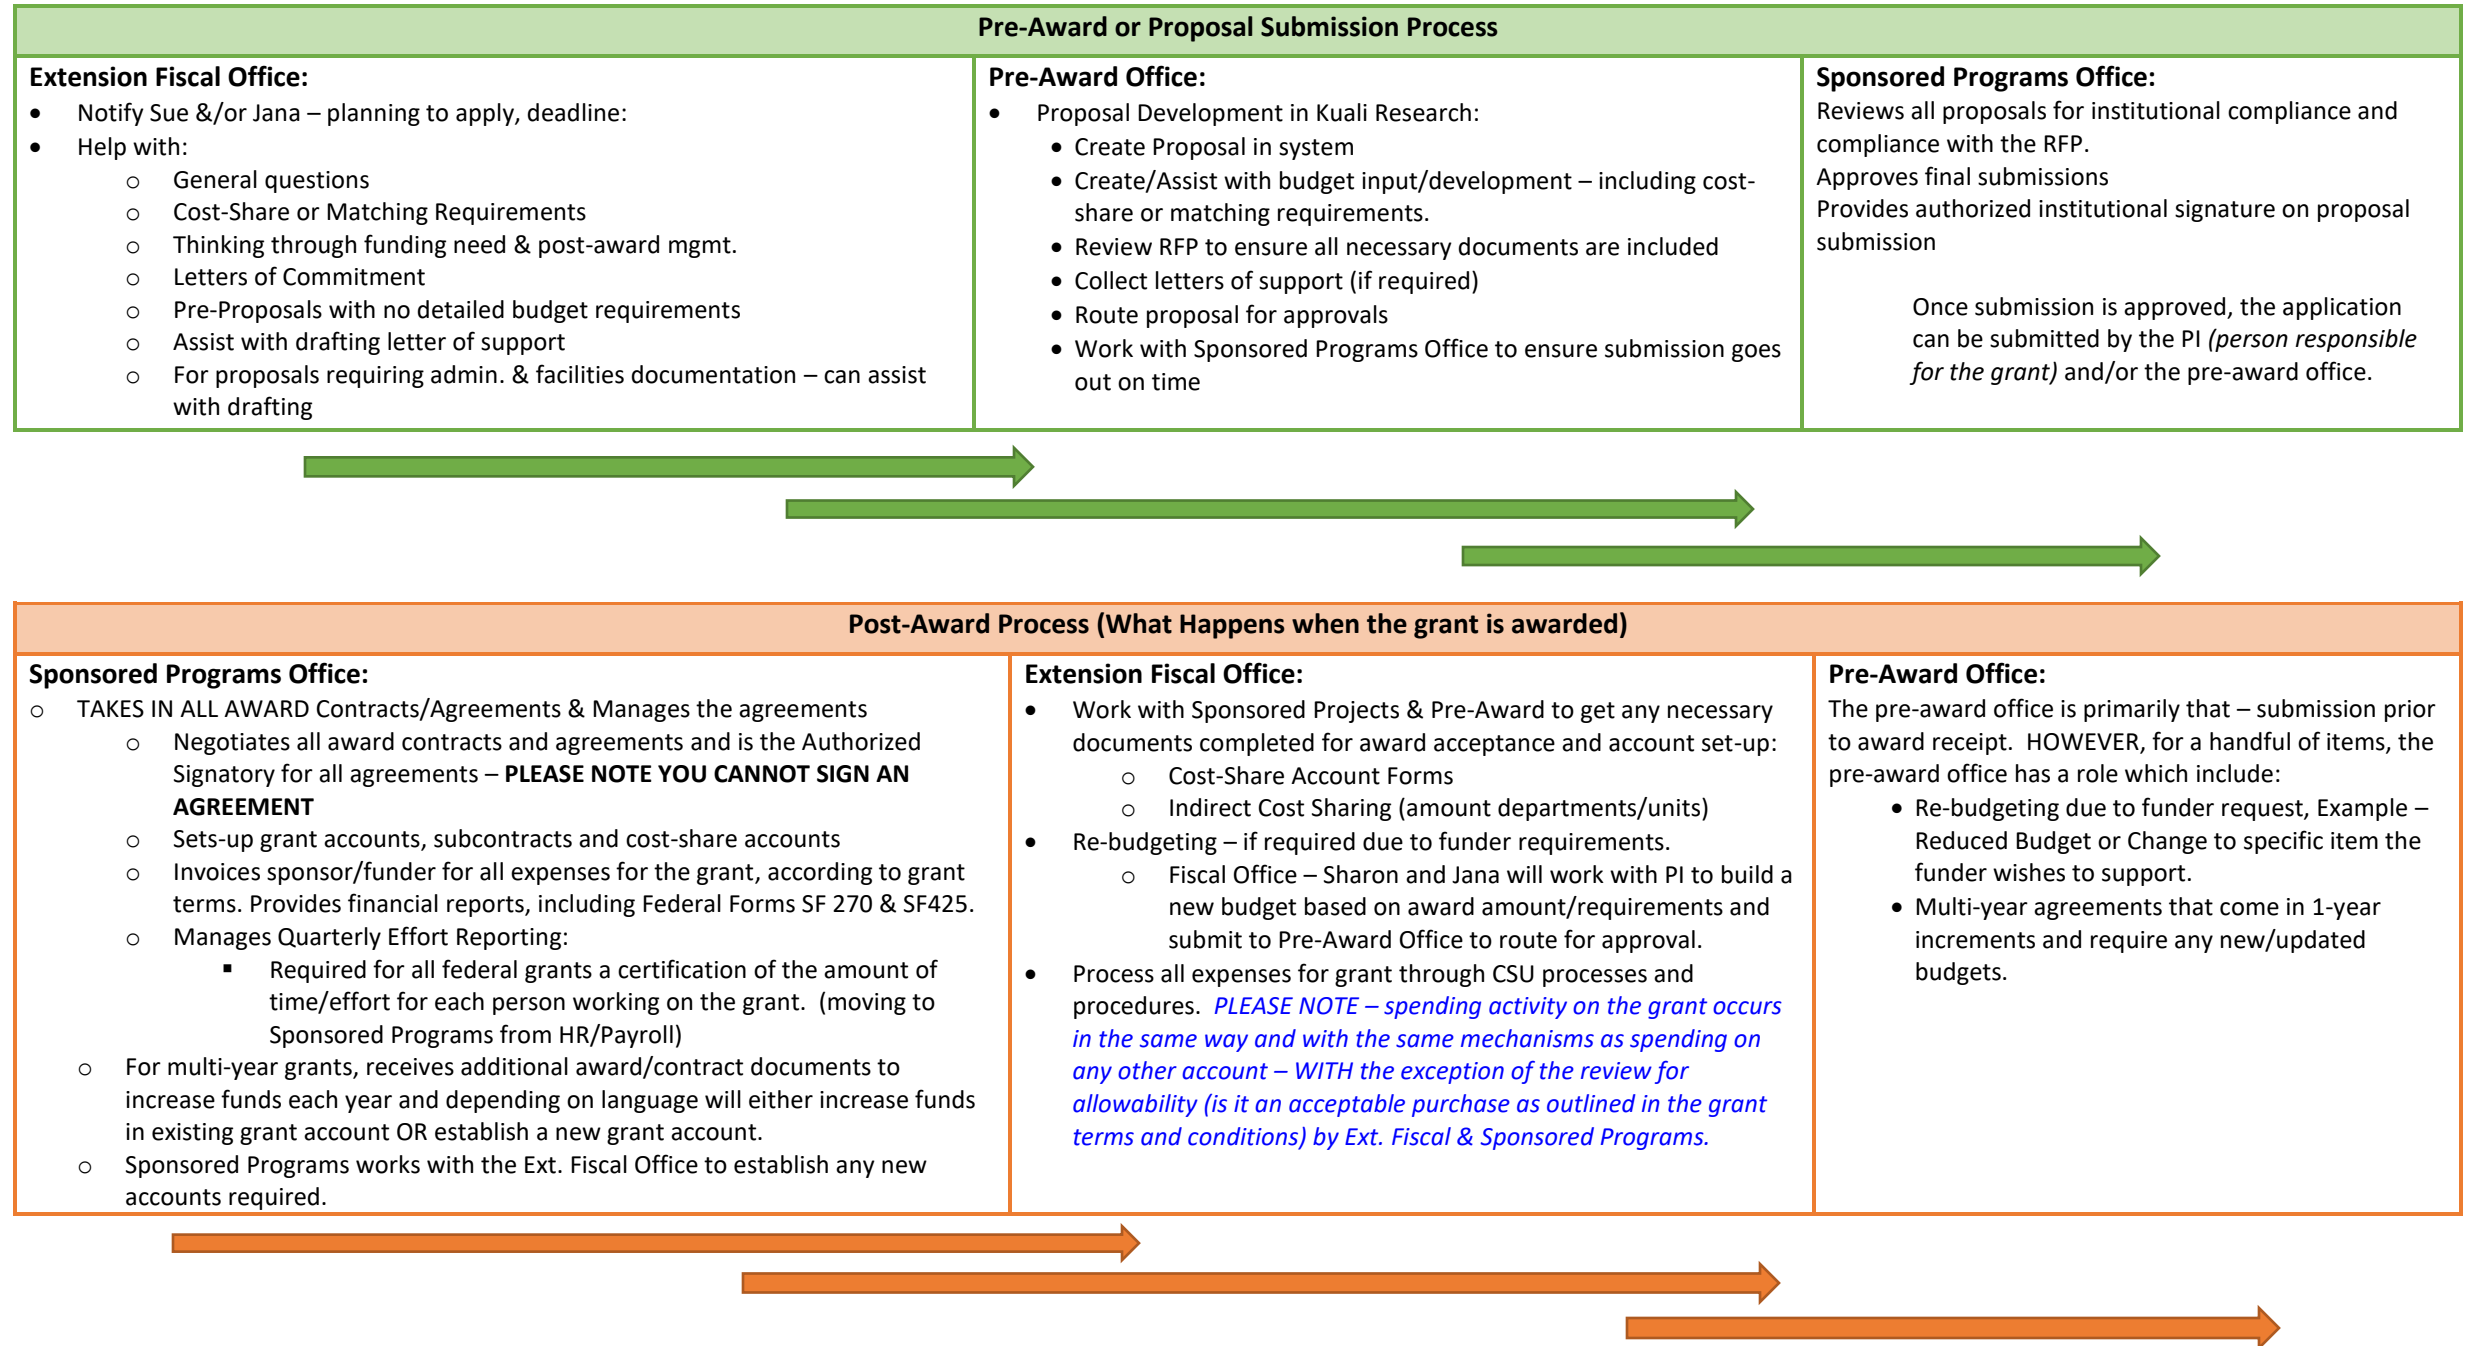 Pre-Award or Proposal Submission Process
Extension Fiscal Office:
• Notify Sue &/or Jana – planning to apply, deadline:
• Help with:
o General questions
o Cost-Share or Matching Requirements
o Thinking through funding need & post-award mgmt.
o Letters of Commitment
o Pre-Proposals with no detailed budget requirements
o Assist with drafting letter of support
o For proposals requiring admin. & facilities documentation – can assist
with drafting
Pre-Award Office:
• Proposal Development in Kuali Research:
• Create Proposal in system
• Create/Assist with budget input/development – including cost-
share or matching requirements.
• Review RFP to ensure all necessary documents are included
• Collect letters of support (if required)
• Route proposal for approvals
• Work with Sponsored Programs Office to ensure submission goes
out on time
Sponsored Programs Office:
Reviews all proposals for institutional compliance and
compliance with the RFP.
Approves final submissions
Provides authorized institutional signature on proposal
submission
Once submission is approved, the application
can be submitted by the PI (person responsible
for the grant) and/or the pre-award office.
Post-Award Process (What Happens when the grant is awarded)
Sponsored Programs Office:
o TAKES IN ALL AWARD Contracts/Agreements & Manages the agreements
o Negotiates all award contracts and agreements and is the Authorized
Signatory for all agreements – PLEASE NOTE YOU CANNOT SIGN AN
AGREEMENT
o Sets-up grant accounts, subcontracts and cost-share accounts
o Invoices sponsor/funder for all expenses for the grant, according to grant
terms. Provides financial reports, including Federal Forms SF 270 & SF425.
o Manages Quarterly Effort Reporting:
▪ Required for all federal grants a certification of the amount of
time/effort for each person working on the grant. (moving to
Sponsored Programs from HR/Payroll)
o For multi-year grants, receives additional award/contract documents to
increase funds each year and depending on language will either increase funds
in existing grant account OR establish a new grant account.
o Sponsored Programs works with the Ext. Fiscal Office to establish any new
accounts required.
Extension Fiscal Office:
• Work with Sponsored Projects & Pre-Award to get any necessary
documents completed for award acceptance and account set-up:
o Cost-Share Account Forms
o Indirect Cost Sharing (amount departments/units)
• Re-budgeting – if required due to funder requirements.
o Fiscal Office – Sharon and Jana will work with PI to build a
new budget based on award amount/requirements and
submit to Pre-Award Office to route for approval.
• Process all expenses for grant through CSU processes and
procedures. PLEASE NOTE – spending activity on the grant occurs
in the same way and with the same mechanisms as spending on
any other account – WITH the exception of the review for
allowability (is it an acceptable purchase as outlined in the grant
terms and conditions) by Ext. Fiscal & Sponsored Programs.
Pre-Award Office:
The pre-award office is primarily that – submission prior
to award receipt. HOWEVER, for a handful of items, the
pre-award office has a role which include:
• Re-budgeting due to funder request, Example –
Reduced Budget or Change to specific item the
funder wishes to support.
• Multi-year agreements that come in 1-year
increments and require any new/updated
budgets.